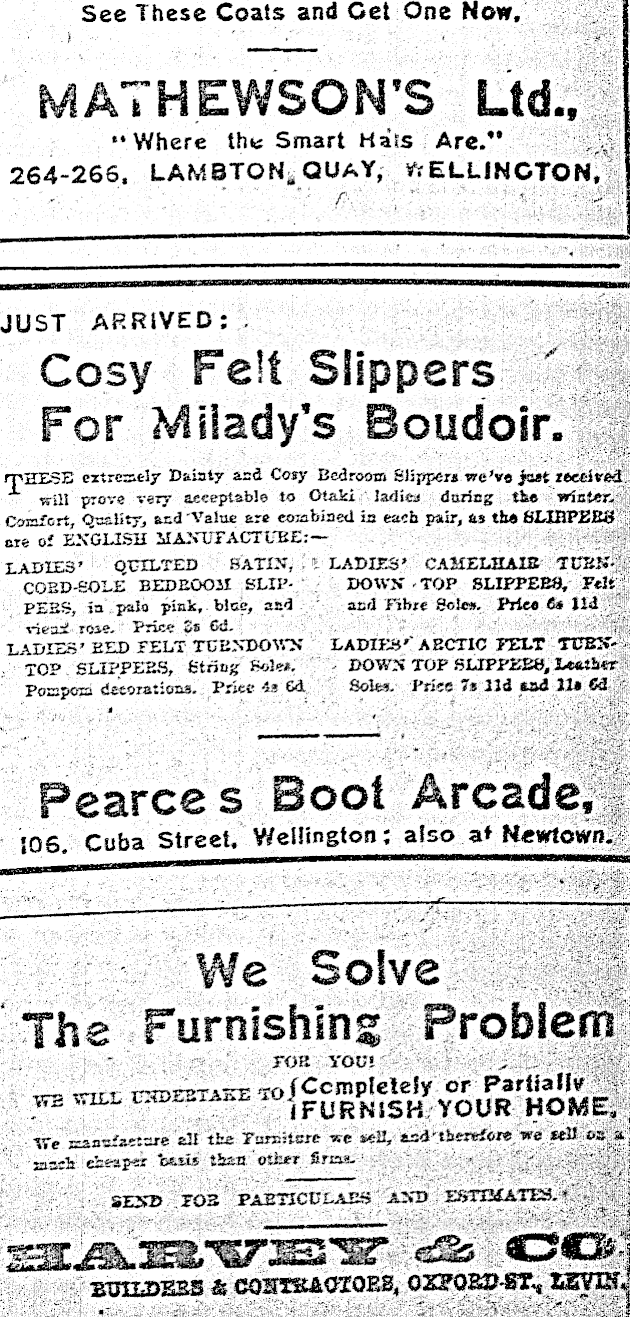 See These Coats and Get One Now.
MATHEWSON'S Ltd.,
"Where the Smart Hats Are."
264-266, LAMBTON QUAY, WELLINGTON,
JUST ARRIVED:
Cosy Felt Slippers
For Milady's Boudoir.
THESE extremely Dainty and Cosy Bedroom Slippers we've just received
will prove very acceptable to Otaki ladies during the winter.
Comfort, Quality, and Value are combined in each pair, as the SLIPPERS
are of ENGLISH MANUFACTURE:—
LADIES' QUILTED SATIN,
CORD-SOLE BEDROOM SLIP-
PERS, in pale pink, blue, and
vieux rose. Price 3s 6d.
LADIES' RED FELT TURNDOWN
TOP SLIPPERS, String Soles,
Pompom decorations. Price 4s 6d
LADIES' CAMELHAIR TURN-
DOWN TOP SLIPPERS, Felt
and Fibre Soles. Price 6s 11d
LADIES' ARCTIC FELT TURN-
DOWN TOP SLIPPERS, Leather
Soles. Price 7s 11d and 11s 6d
Pearces Boot Arcade,
106, Cuba Street, Wellington; also at Newtown.
We Solve
The Furnishing Problem
FOR YOU!
WE WILL UNDERTAKE TO { Completely or Partially
FURNISH YOUR HOME,
We manufacture all the Furniture we sell, and therefore we sell on a
much cheaper basis than other firms.
SEND FOR PARTICULARS AND ESTIMATES.
HARVEY & CO
BUILDERS & CONTRACTORS, OXFORD-ST., LEVIN.